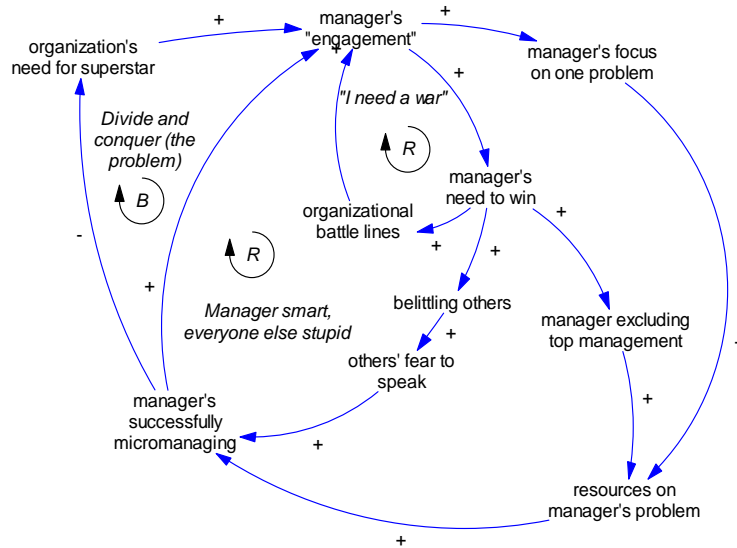 manager's
"engagement"
organization's
need for superstar
manager's focus
on one problem
"I need a war"
Divide and
conquer (the
problem)
R
B
manager's
need to win
organizational
battle lines
R
belittling others
Manager smart,
everyone else stupid
manager excluding
top management
others' fear to
speak
manager's
successfully
micromanaging
resources on
manager's problem
+
+
+
+
+
+
+
+
+
+
+
+
+
-